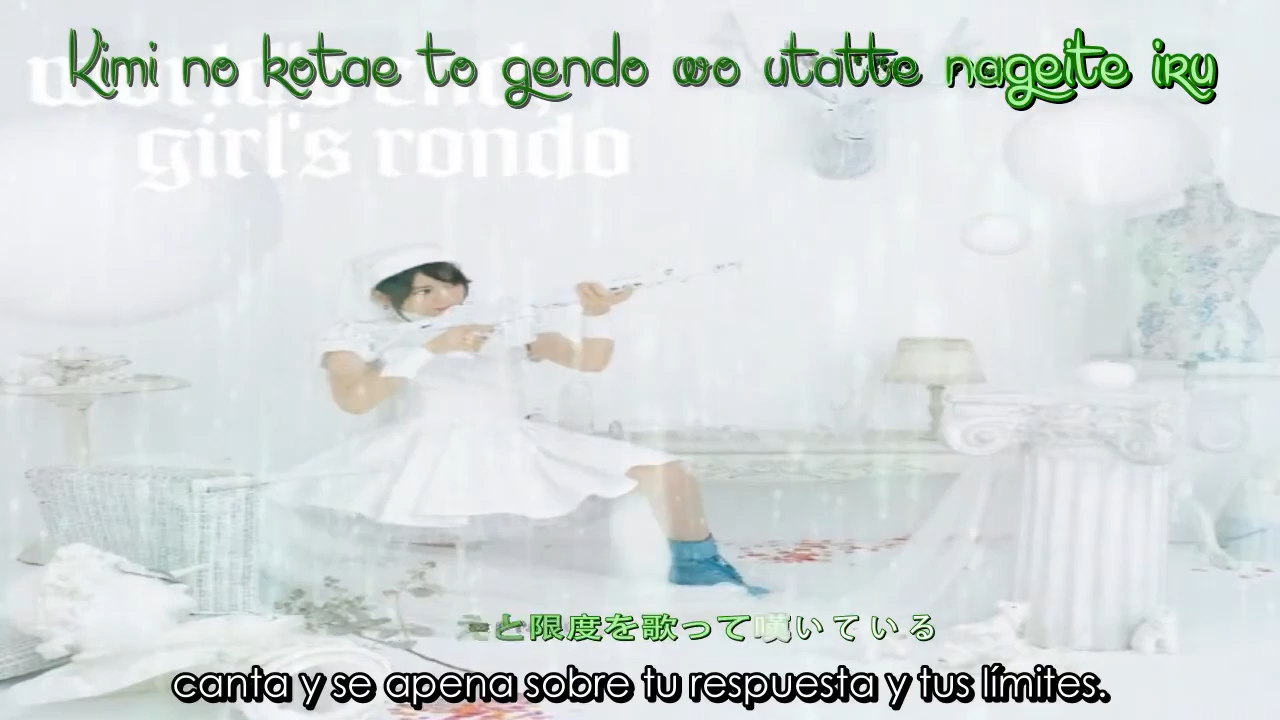 Kimi no kotae to gendo wo utatte nageite iru
world's end,
girl's rondo
と限度を歌って嘆いている
canta y se apena sobre tu respuesta y tus límites.